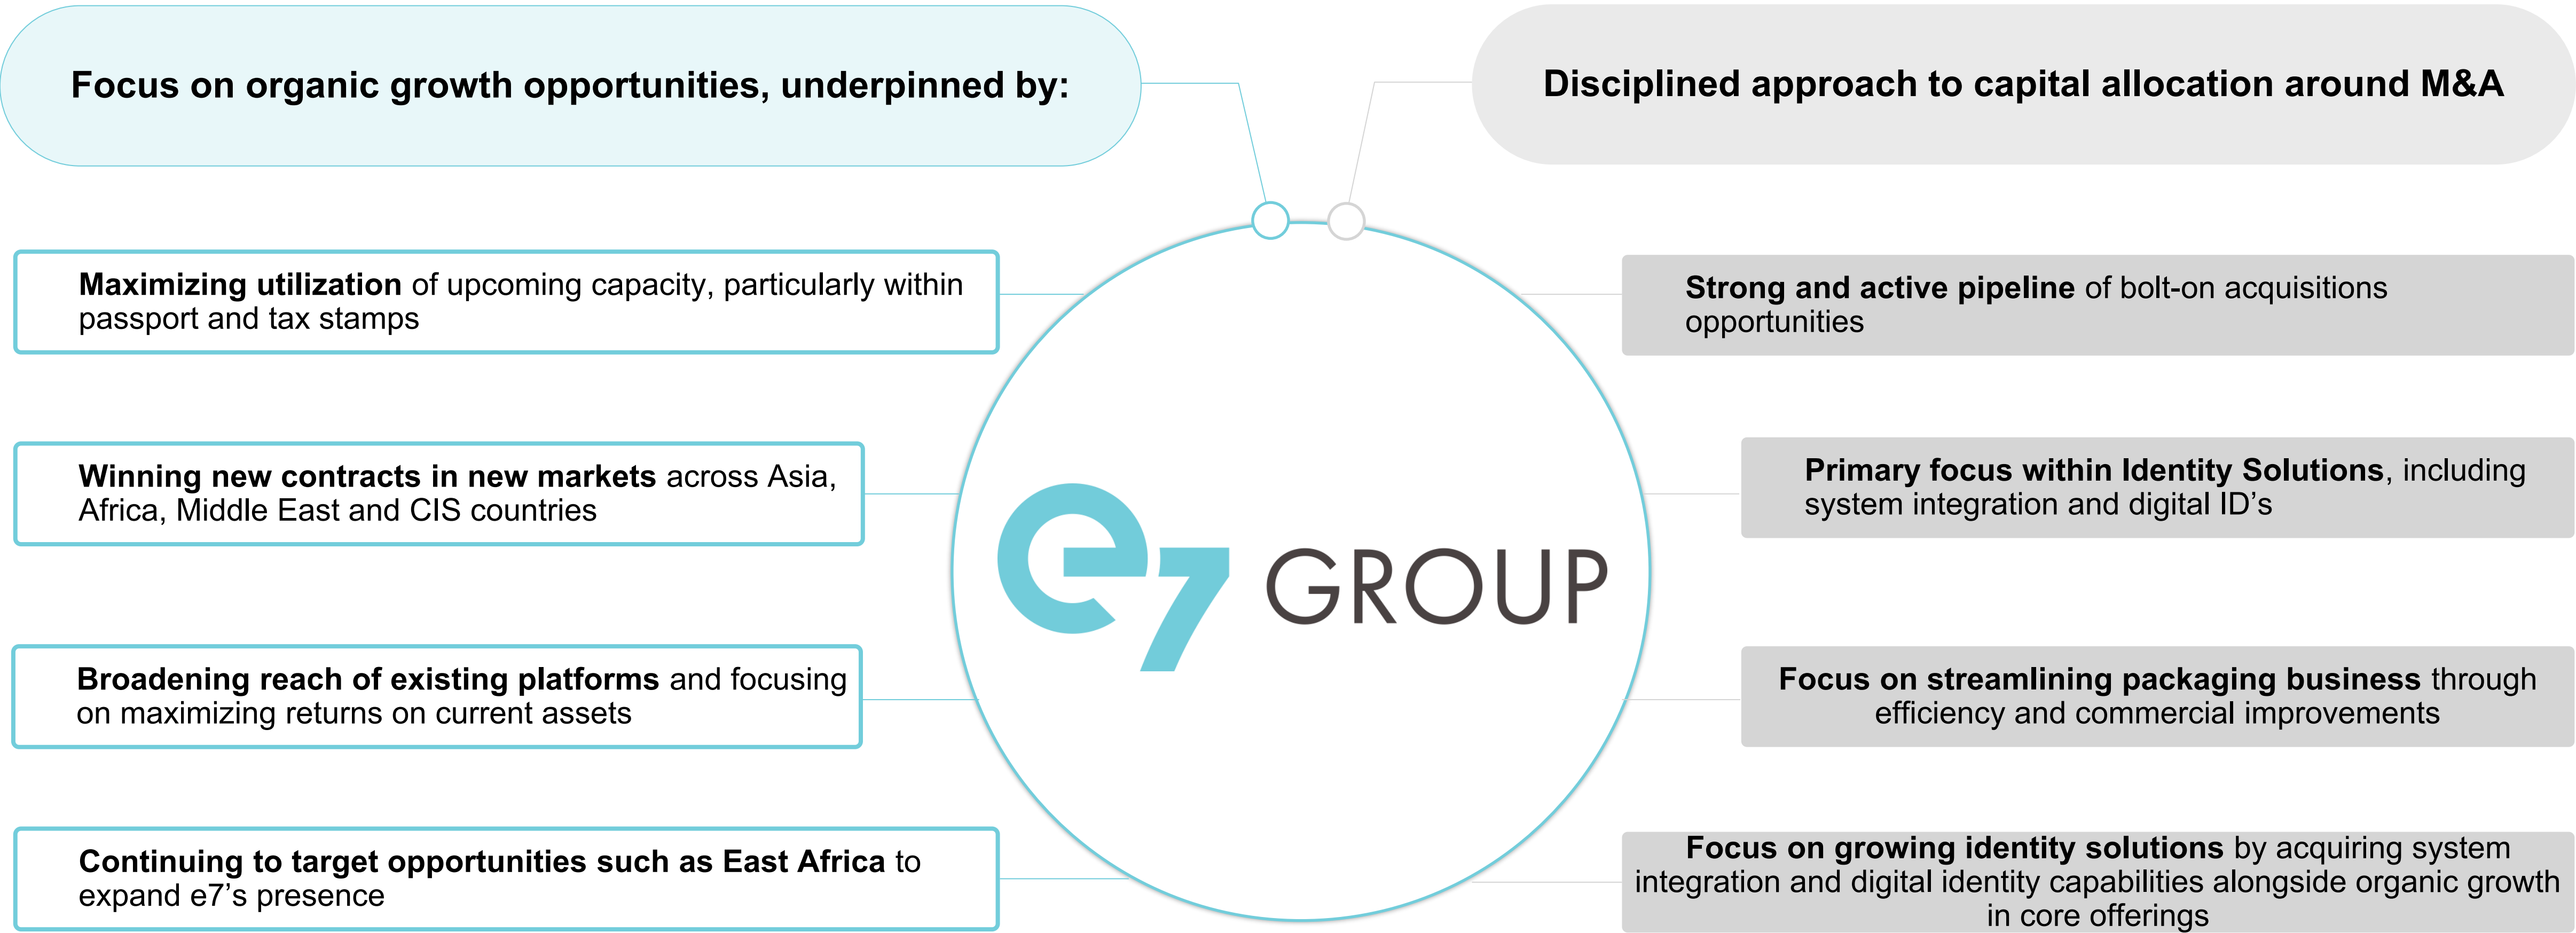 Focus on organic growth opportunities, underpinned by:
Maximizing utilization of upcoming capacity, particularly within
passport and tax stamps
Winning new contracts in new markets across Asia,
Africa, Middle East and CIS countries
Broadening reach of existing platforms and focusing
on maximizing returns on current assets
Continuing to target opportunities such as East Africa to
expand e7’s presence
e7 GROUP
Disciplined approach to capital allocation around M&A
Strong and active pipeline of bolt-on acquisitions
opportunities
Primary focus within Identity Solutions, including
system integration and digital ID’s
Focus on streamlining packaging business through
efficiency and commercial improvements
Focus on growing identity solutions by acquiring system
integration and digital identity capabilities alongside organic growth
in core offerings